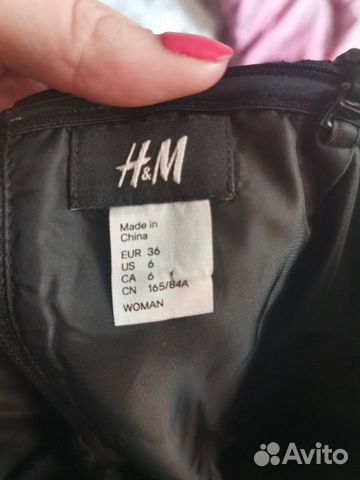 H&M
Made in
China
EUR 36
US 6
CA 6
CN 165/84A
WOMAN
Avito